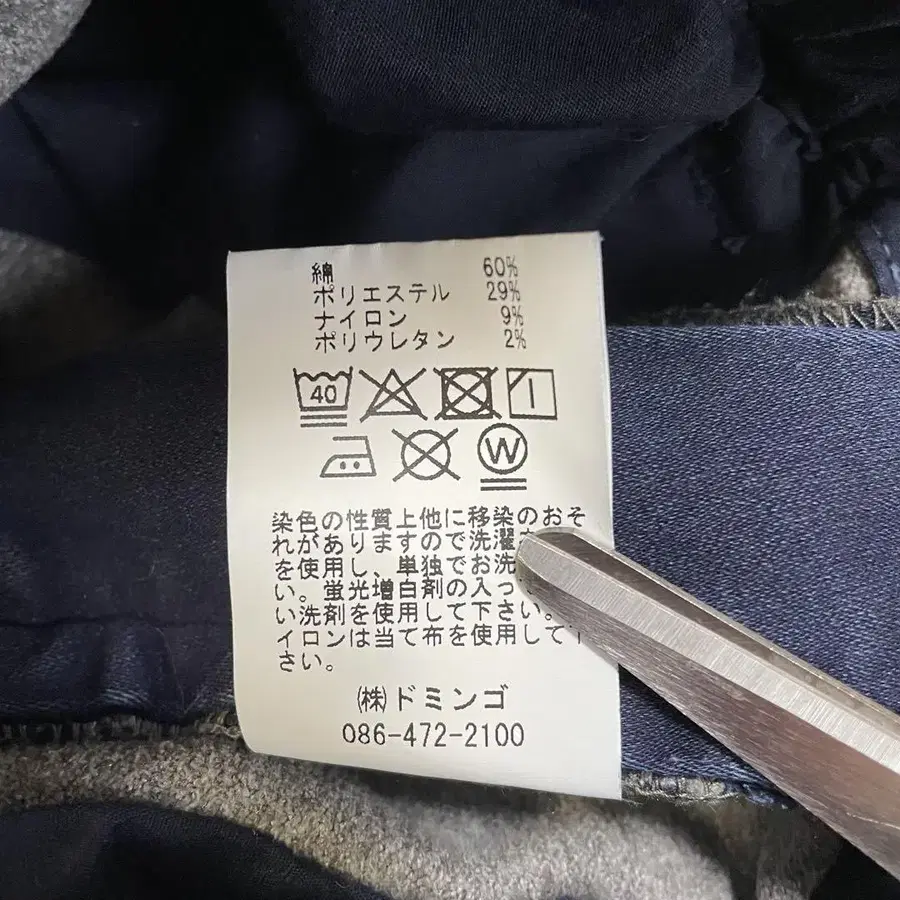 綿 60%
ポリエステル 29%
ナイロン 9%
ポリウレタン 2%
40
W
染色の性質上他に移染のおそ
れがありますので洗濯
を使用し、単独でお洗
い。蛍光増白剤の入っ
い洗剤を使用して下さい。
イロンは当て布を使用して下
さい。
㈱ドミンゴ
086-472-2100